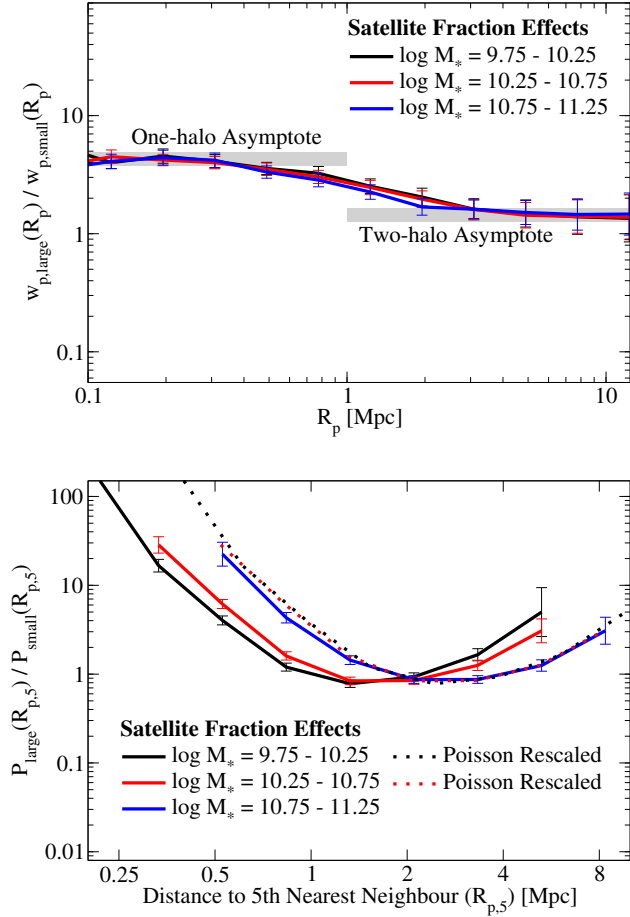 Satellite Fraction Effects
log M* = 9.75 - 10.25
log M* = 10.25 - 10.75
log M* = 10.75 - 11.25
10
1
0.1
w_p,large(R_p) / w_p,small(R_p)
One-halo Asymptote
Two-halo Asymptote
0.1
1
10
R_p [Mpc]
100
10
1
0.1
0.01
P_large(R_p,5) / P_small(R_p,5)
Satellite Fraction Effects
log M* = 9.75 - 10.25
log M* = 10.25 - 10.75
log M* = 10.75 - 11.25
Poisson Rescaled
Poisson Rescaled
0.25
0.5
1
2
4
8
Distance to 5th Nearest Neighbour (R_p,5) [Mpc]